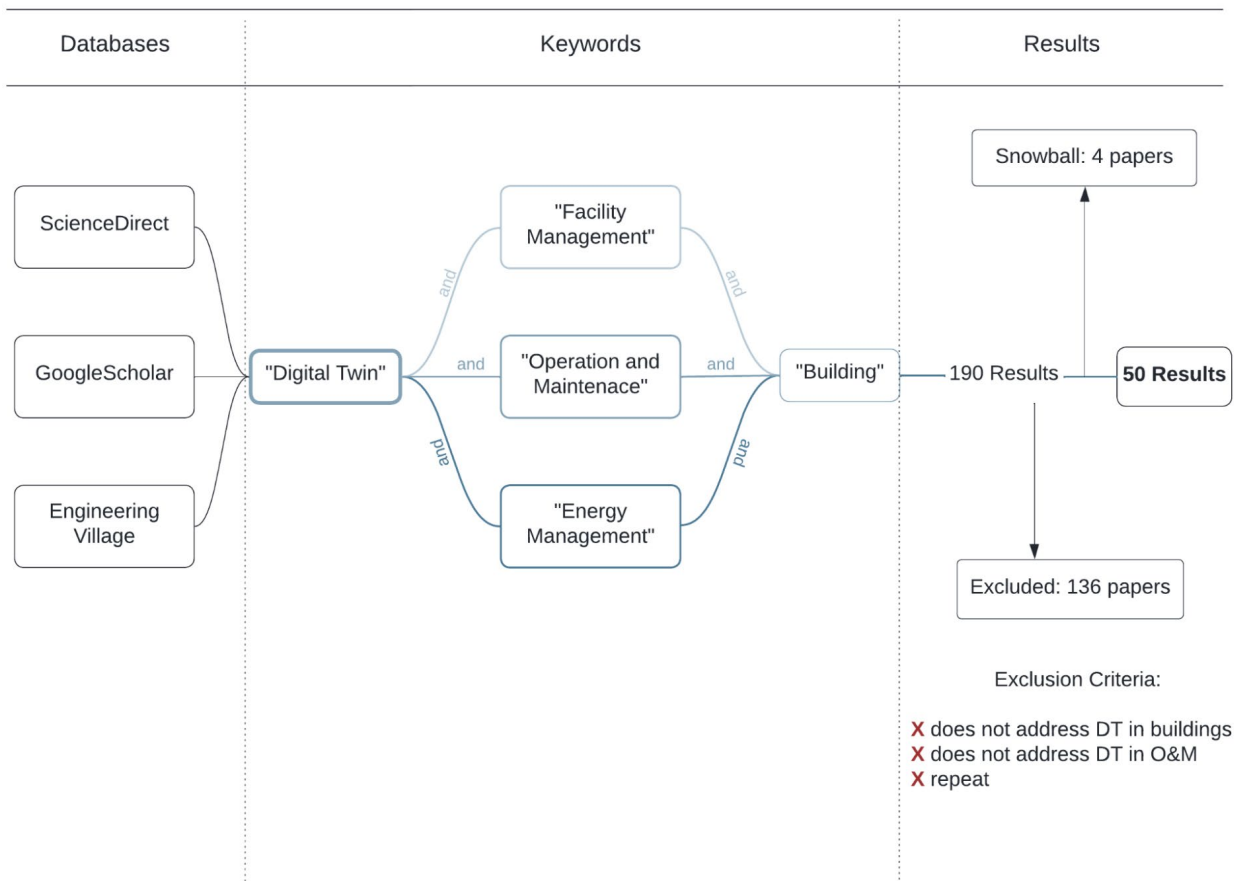 Databases
Keywords
Results
ScienceDirect
GoogleScholar
Engineering
Village
"Digital Twin"
and
and
and
"Facility
Management"
"Operation and
Maintenace"
"Energy
Management"
and
and
and
"Building"
190 Results
Snowball: 4 papers
50 Results
Excluded: 136 papers
Exclusion Criteria:
X does not address DT in buildings
X does not address DT in O&M
X repeat